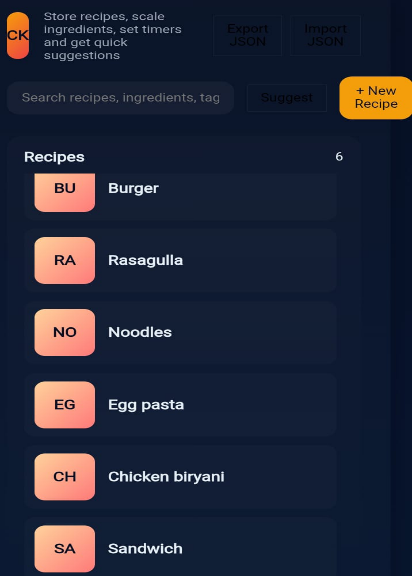 CK
Store recipes, scale
ingredients, set timers
and get quick
suggestions
Export
JSON
Import
JSON
Search recipes, ingredients, tag
Suggest
+ New
Recipe
Recipes
6
BU
Burger
RA
Rasagulla
NO
Noodles
EG
Egg pasta
CH
Chicken biryani
SA
Sandwich